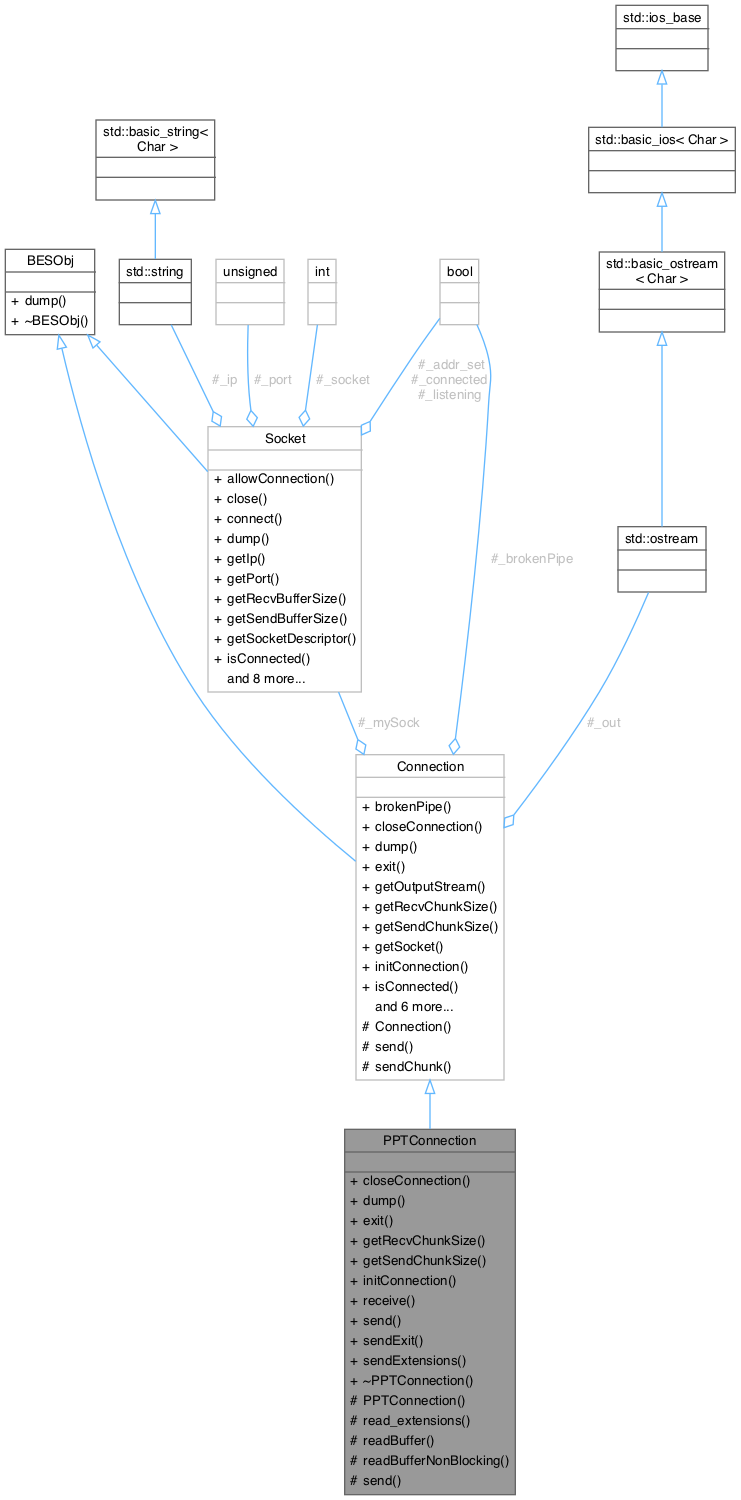 std::ios_base
std::basic_string<
Char >
std::basic_ios< Char >
BESObj
+ dump()
+ ~BESObj()
std::string
unsigned
int
bool
std::basic_ostream
< Char >
#_ip
#_port
#_socket
#_addr_set
#_connected
#_listening
Socket
+ allowConnection()
+ close()
+ connect()
+ dump()
+ getIp()
+ getPort()
+ getRecvBufferSize()
+ getSendBufferSize()
+ getSocketDescriptor()
+ isConnected()
and 8 more...
#_brokenPipe
std::ostream
#_mySock
#_out
Connection
+ brokenPipe()
+ closeConnection()
+ dump()
+ exit()
+ getOutputStream()
+ getRecvChunkSize()
+ getSendChunkSize()
+ getSocket()
+ initConnection()
+ isConnected()
and 6 more...
# Connection()
# send()
# sendChunk()
PPTConnection
+ closeConnection()
+ dump()
+ exit()
+ getRecvChunkSize()
+ getSendChunkSize()
+ initConnection()
+ receive()
+ send()
+ sendExit()
+ sendExtensions()
+ ~PPTConnection()
# PPTConnection()
# read_extensions()
# readBuffer()
# readBufferNonBlocking()
# send()